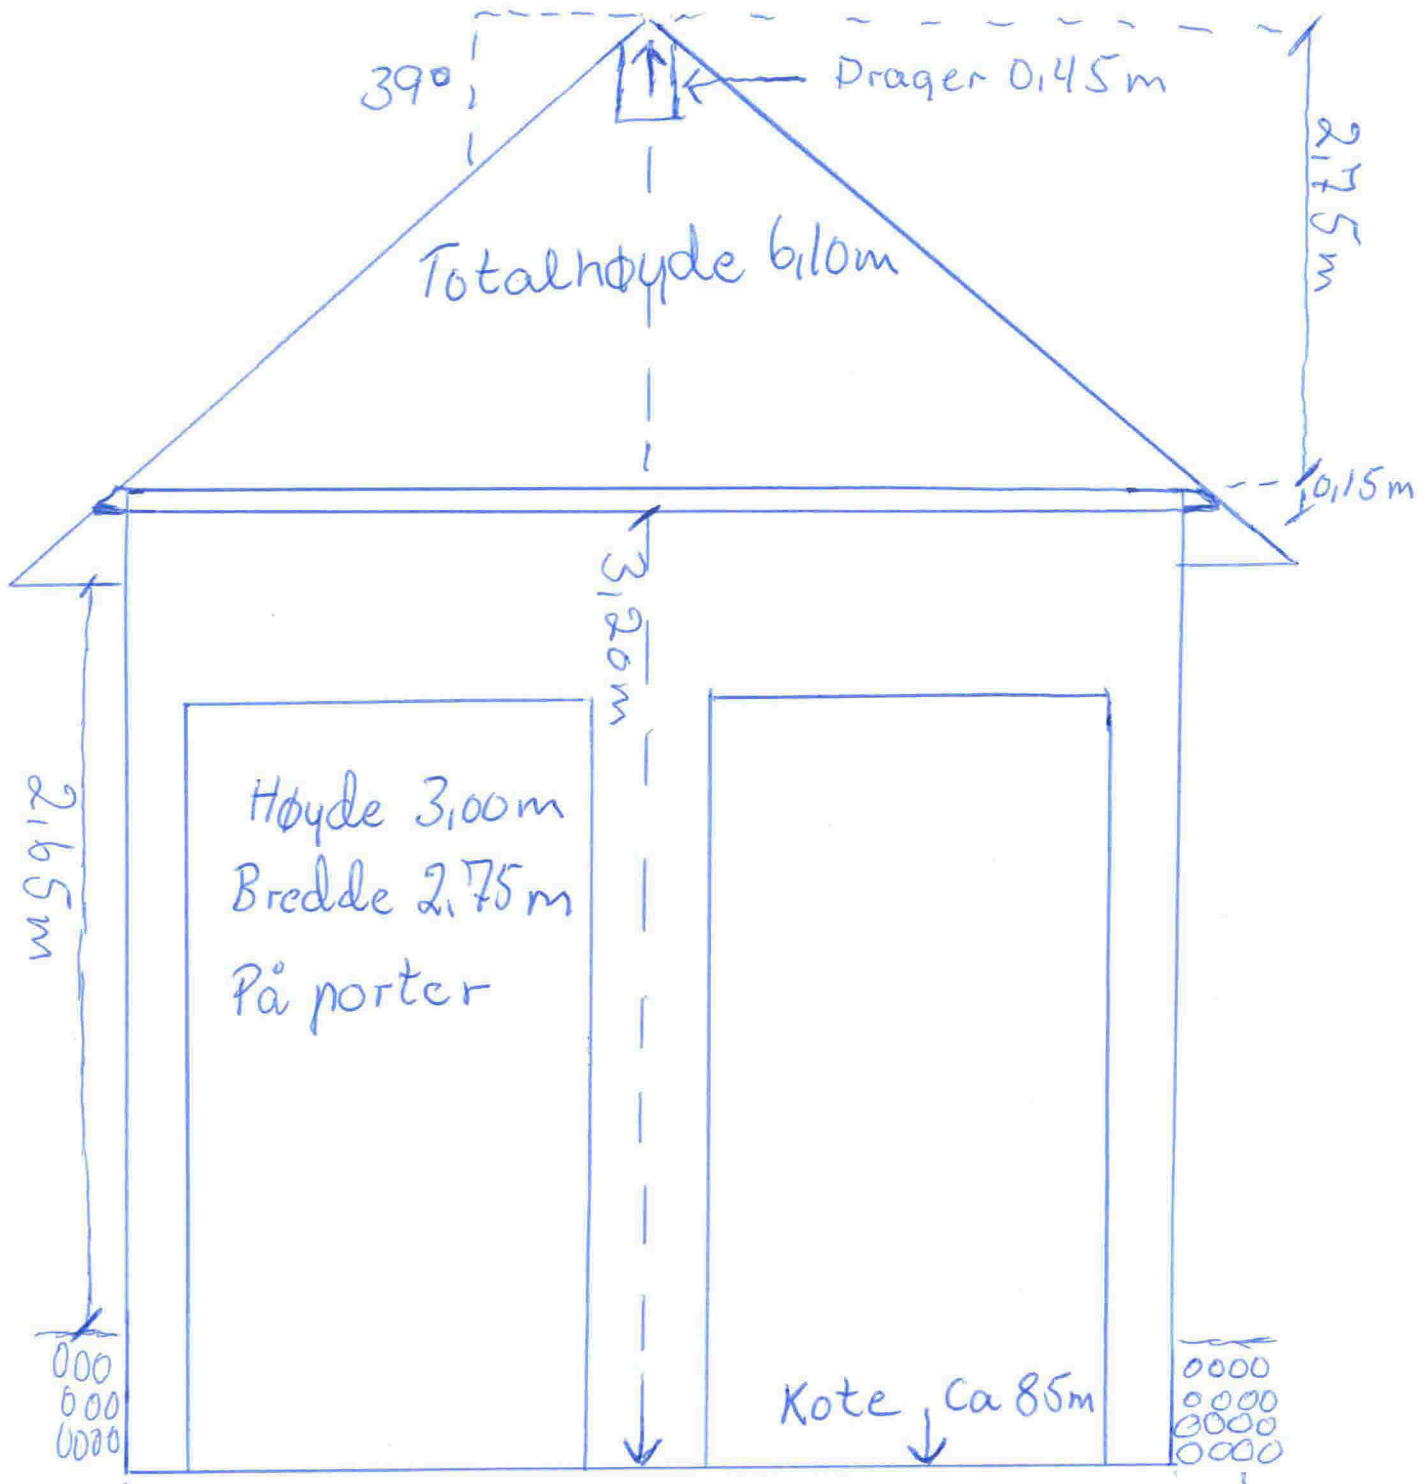 39°
Drager 0,45m
2,75m
Totalhøyde 6,10m
0,15m
3,20m
Høyde 3,00m
Bredde 2,75m
På porter
2,65m
Kote, Ca 85m